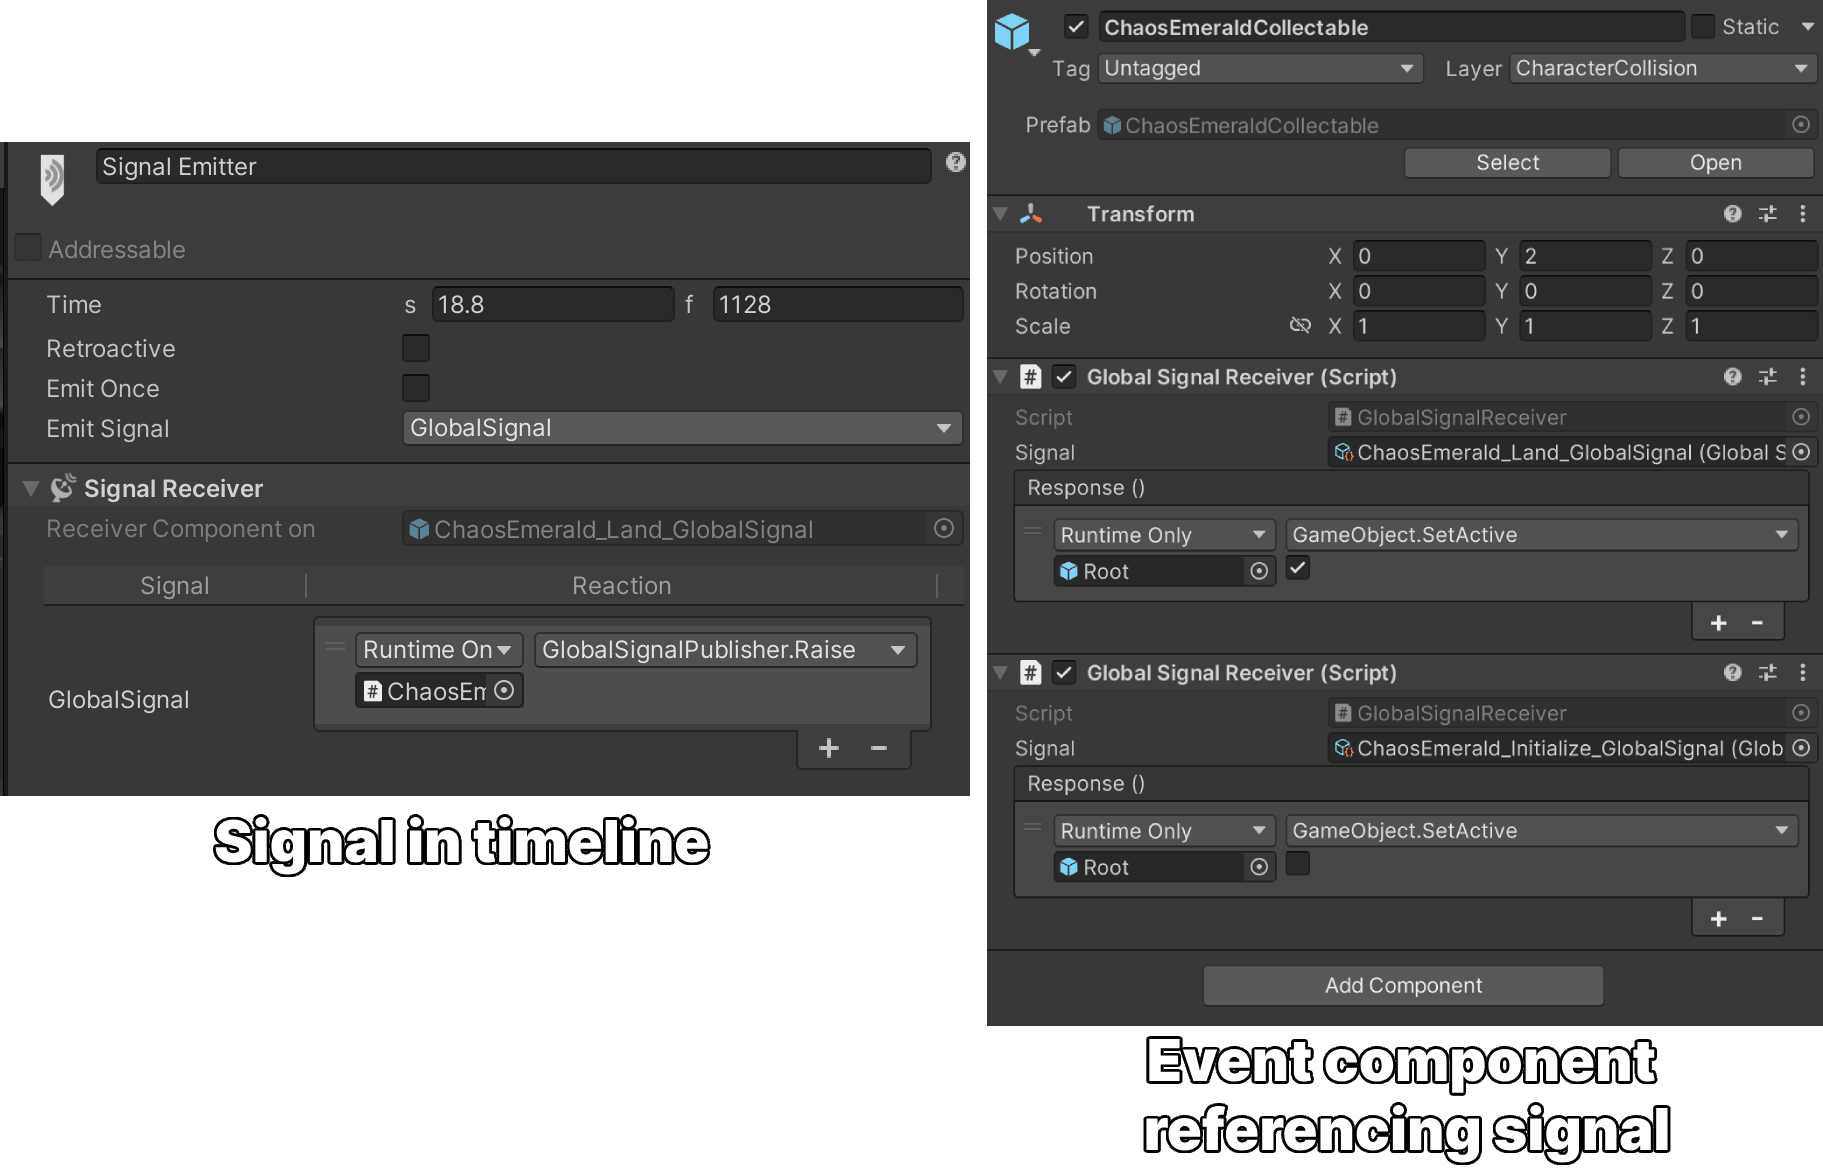 Signal Emitter
Addressable
Time s 18.8 f 1128
Retroactive
Emit Once
Emit Signal GlobalSignal
Signal Receiver
Receiver Component on ChaosEmerald_Land_GlobalSignal
Signal Reaction
Runtime On GlobalSignalPublisher.Raise
# ChaosEm
GlobalSignal
+ −
Signal in timeline
ChaosEmeraldCollectable Static
Tag Untagged Layer CharacterCollision
Prefab ChaosEmeraldCollectable
Select Open
Transform
Position X 0 Y 2 Z 0
Rotation X 0 Y 0 Z 0
Scale X 1 Y 1 Z 1
# Global Signal Receiver (Script)
Script # GlobalSignalReceiver
Signal ChaosEmerald_Land_GlobalSignal (Global S
Response ()
Runtime Only GameObject.SetActive
Root
+ −
# Global Signal Receiver (Script)
Script # GlobalSignalReceiver
Signal ChaosEmerald_Initialize_GlobalSignal (Glob
Response ()
Runtime Only GameObject.SetActive
Root
+ −
Add Component
Event component
referencing signal